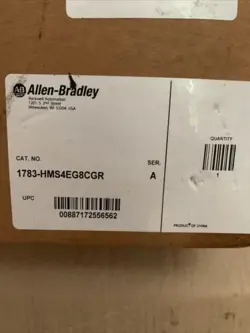 AB Allen-Bradley
Rockwell Automation
1201 S. 2nd Street
Milwaukee, WI 53204 USA
QUANTITY
1
CAT. NO.
SER.
1783-HMS4EG8CGR
A
UPC
00887172556562
PRODUCT OF CHINA